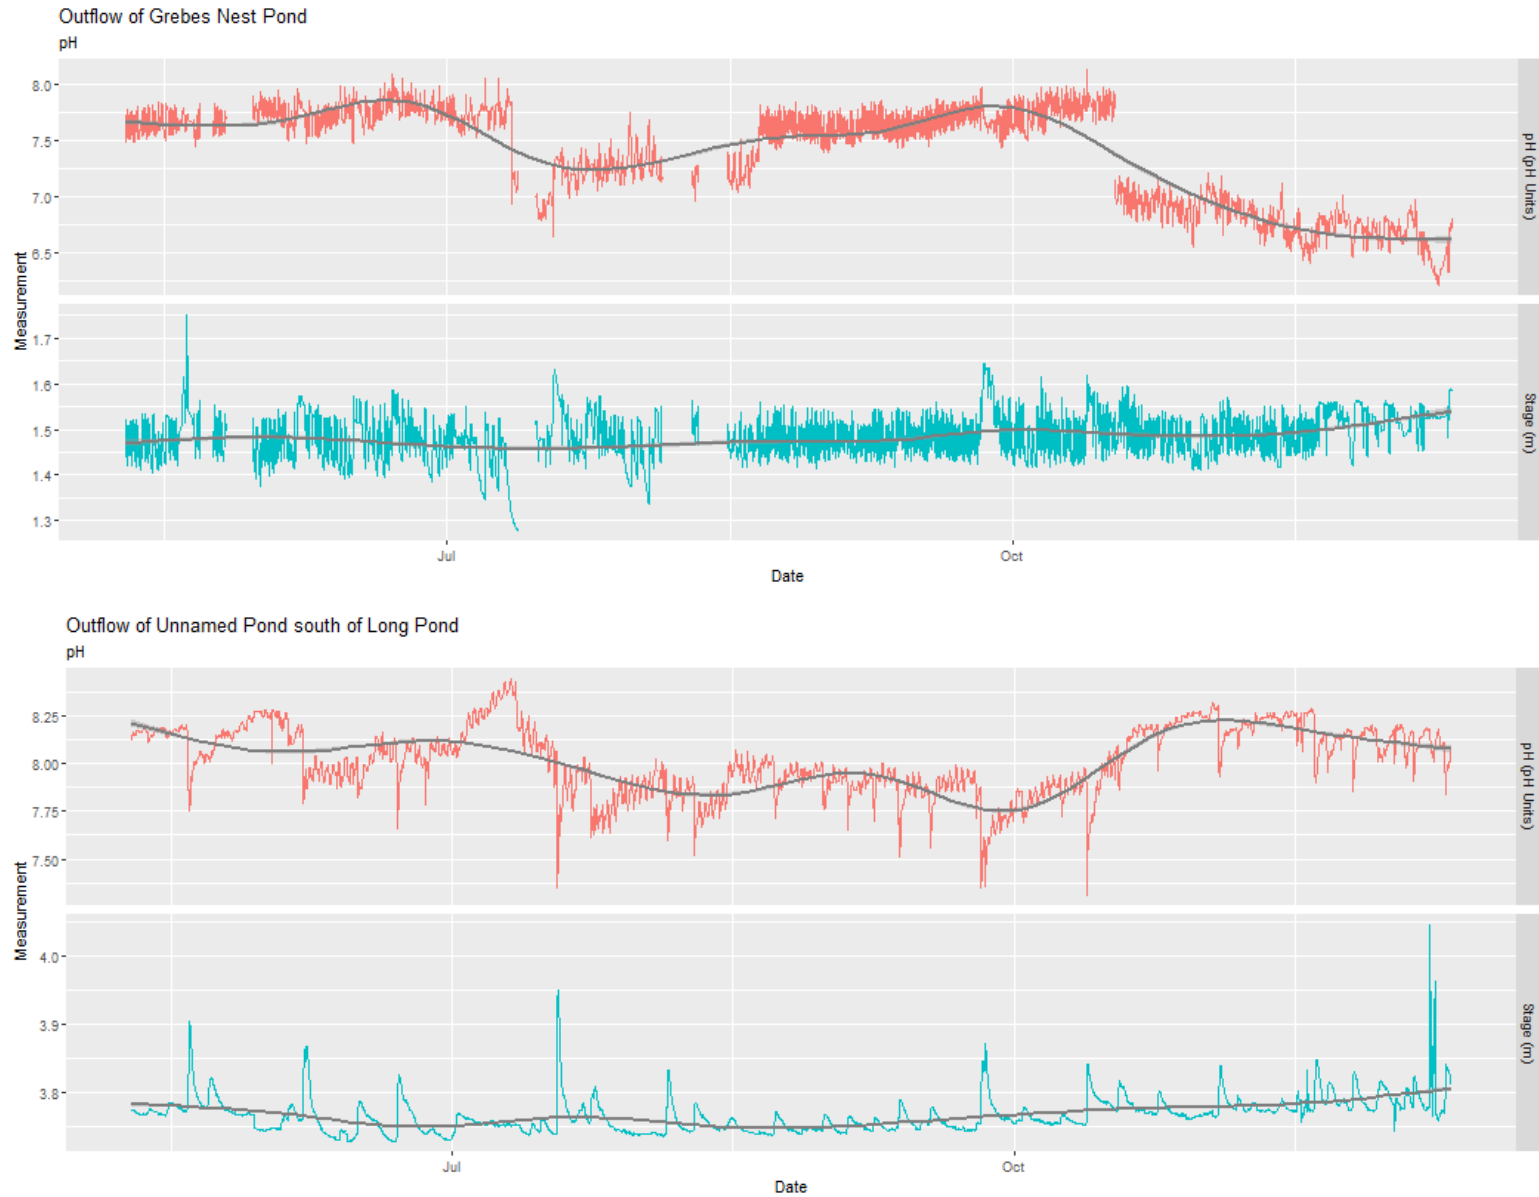 Outflow of Grebes Nest Pond
pH
8.0
7.5
7.0
6.5
pH (pH Units)
Measurement
1.7
1.6
1.5
1.4
1.3
Stage (m)
Jul
Oct
Date
Outflow of Unnamed Pond south of Long Pond
pH
8.25
8.00
7.75
7.50
pH (pH Units)
Measurement
4.0
3.9
3.8
Stage (m)
Jul
Oct
Date